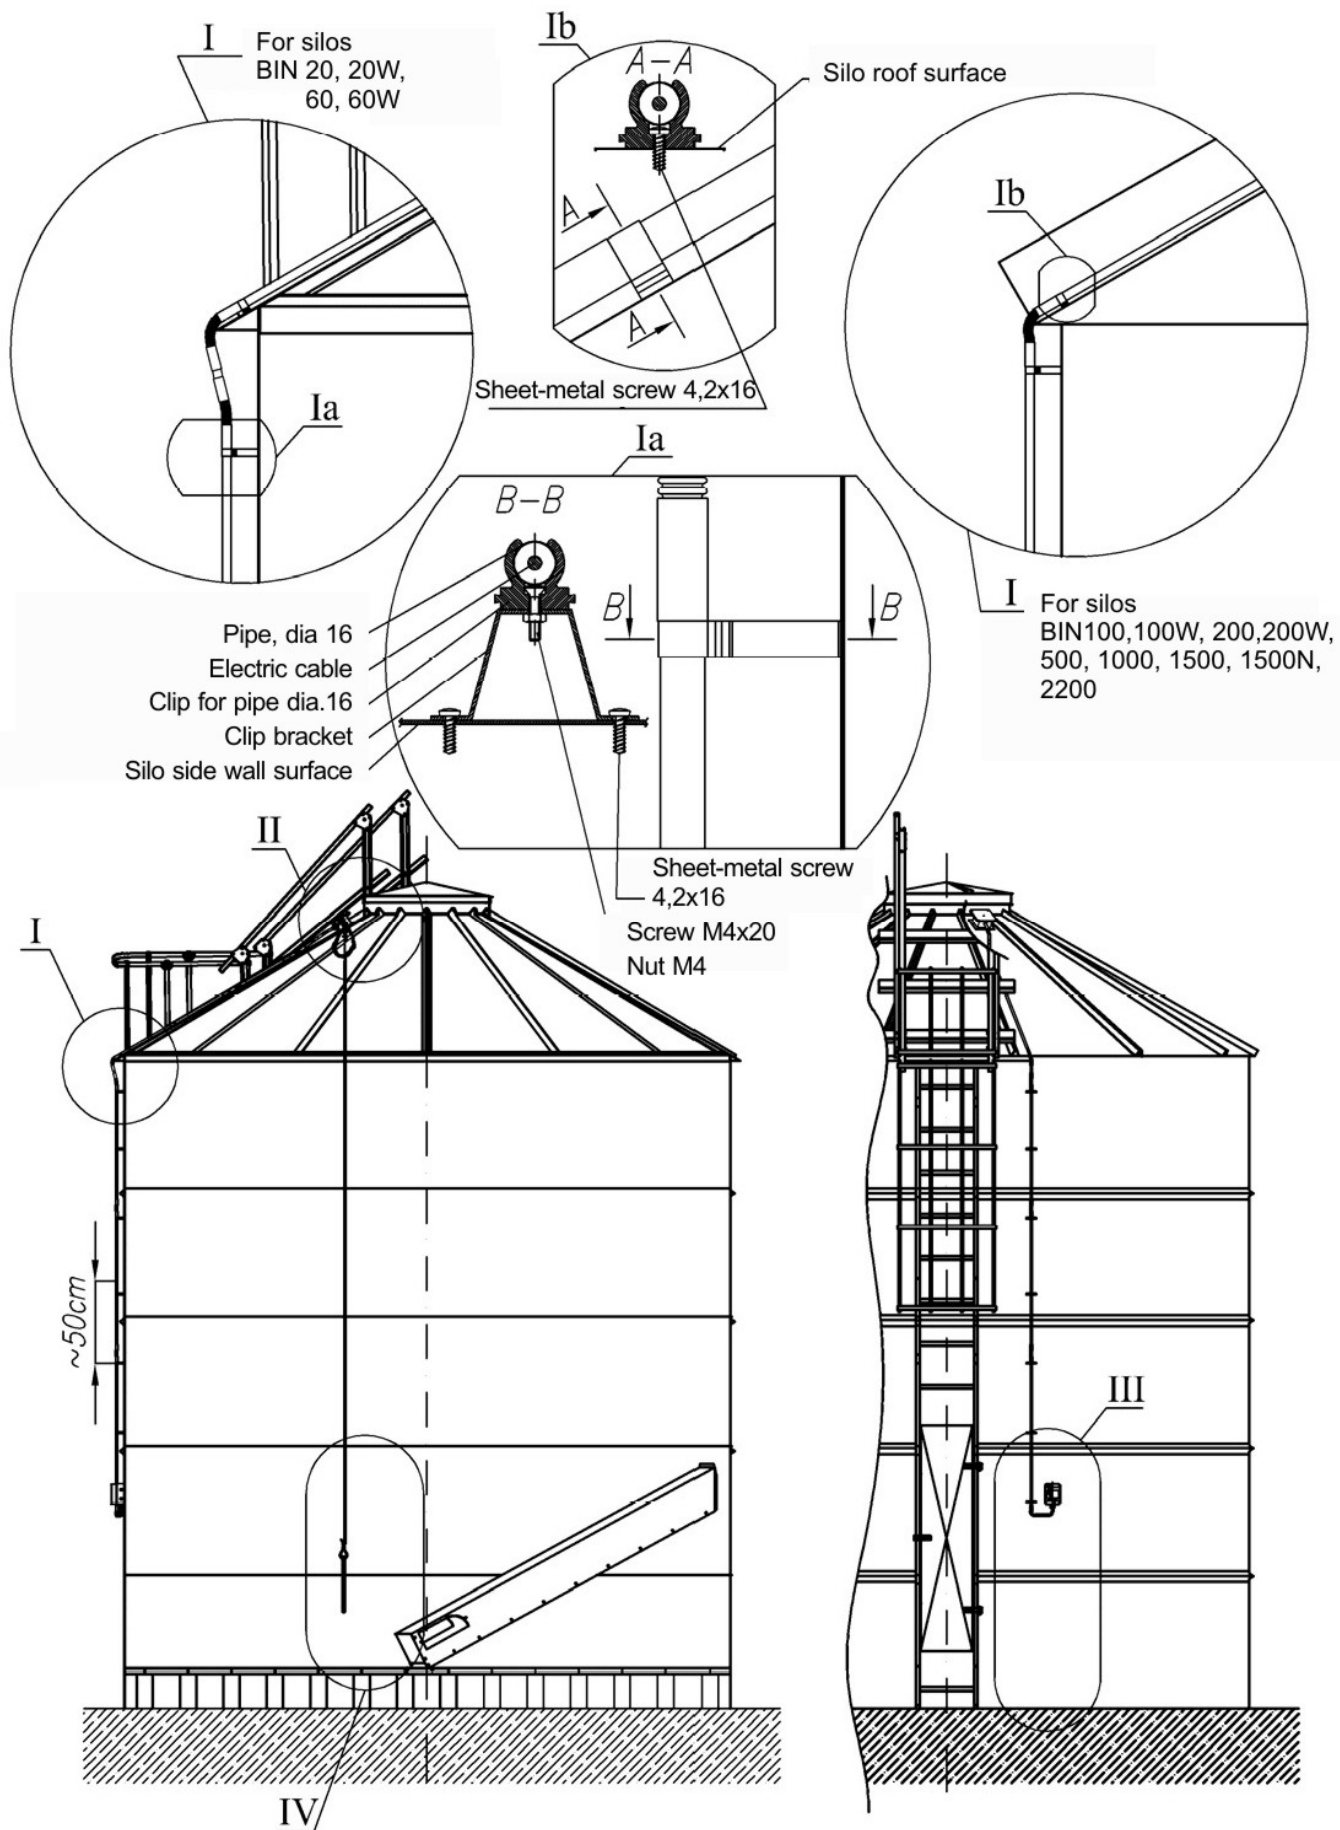 I
For silos
BIN 20, 20W,
60, 60W
Ib
A-A
Silo roof surface
A
A
Sheet-metal screw 4,2x16
Ib
Ia
Ia
B-B
B
B
Pipe, dia 16
Electric cable
Clip for pipe dia.16
Clip bracket
Silo side wall surface
I
For silos
BIN100,100W, 200,200W,
500, 1000, 1500, 1500N,
2200
Sheet-metal screw
4,2x16
Screw M4x20
Nut M4
II
I
~50cm
III
IV